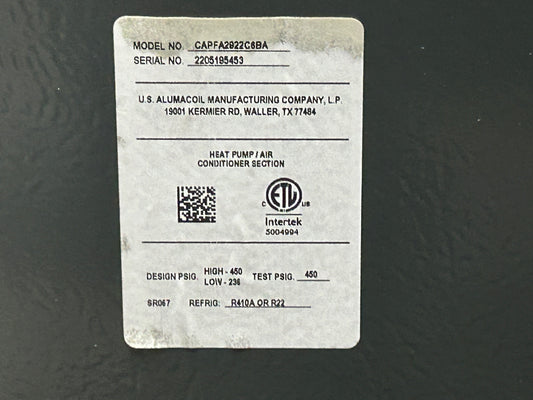 MODEL NO. CAPFA2922C6BA
SERIAL NO. 2205195453
U.S. ALUMACOIL MANUFACTURING COMPANY, L.P.
19001 KERMIER RD, WALLER, TX 77484
HEAT PUMP / AIR
CONDITIONER SECTION
C ETL US
Intertek
5004994
DESIGN PSIG. HIGH - 450 TEST PSIG. 450
LOW - 236
SR067 REFRIG: R410A OR R22